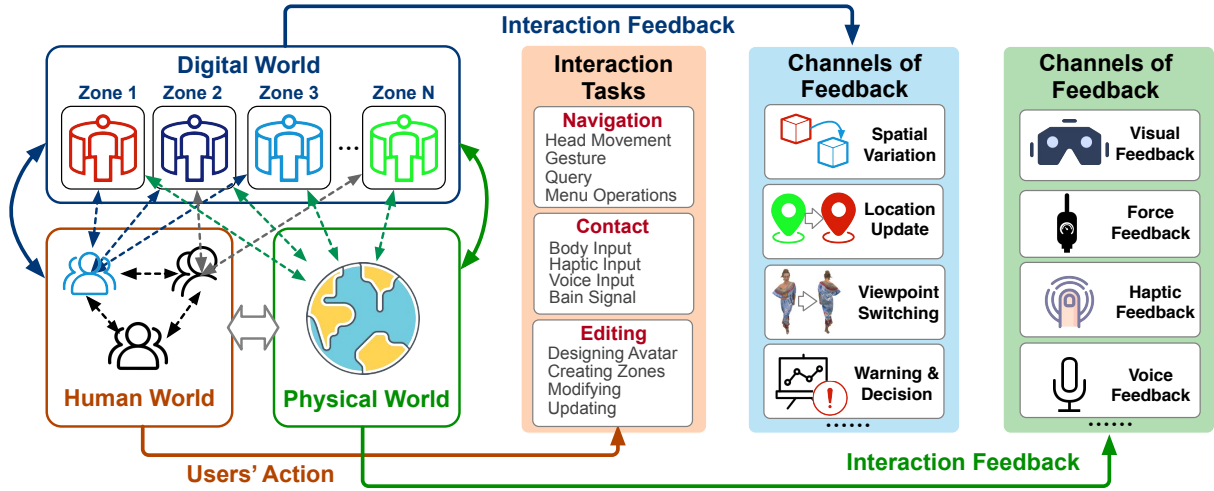 Interaction Feedback
Digital World
Zone 1
Zone 2
Zone 3
Zone N
...
Human World
Physical World
Users' Action
Interaction
Tasks
Navigation
Head Movement
Gesture
Query
Menu Operations
Contact
Body Input
Haptic Input
Voice Input
Bain Signal
Editing
Designing Avatar
Creating Zones
Modifying
Updating
Channels of
Feedback
Spatial
Variation
Location
Update
Viewpoint
Switching
Warning &
Decision
......
Channels of
Feedback
Visual
Feedback
Force
Feedback
Haptic
Feedback
Voice
Feedback
......
Interaction Feedback